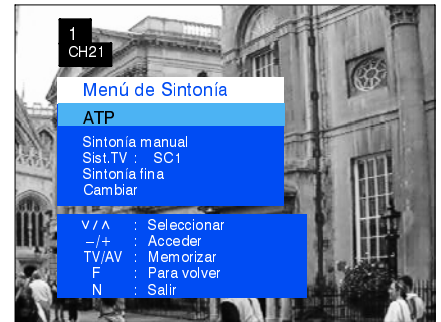 1
CH21
Menú de Sintonía
ATP
Sintonía manual
Sist.TV : SC1
Sintonía fina
Cambiar
∨/∧ : Seleccionar
–/+ : Acceder
TV/AV : Memorizar
F : Para volver
N : Salir